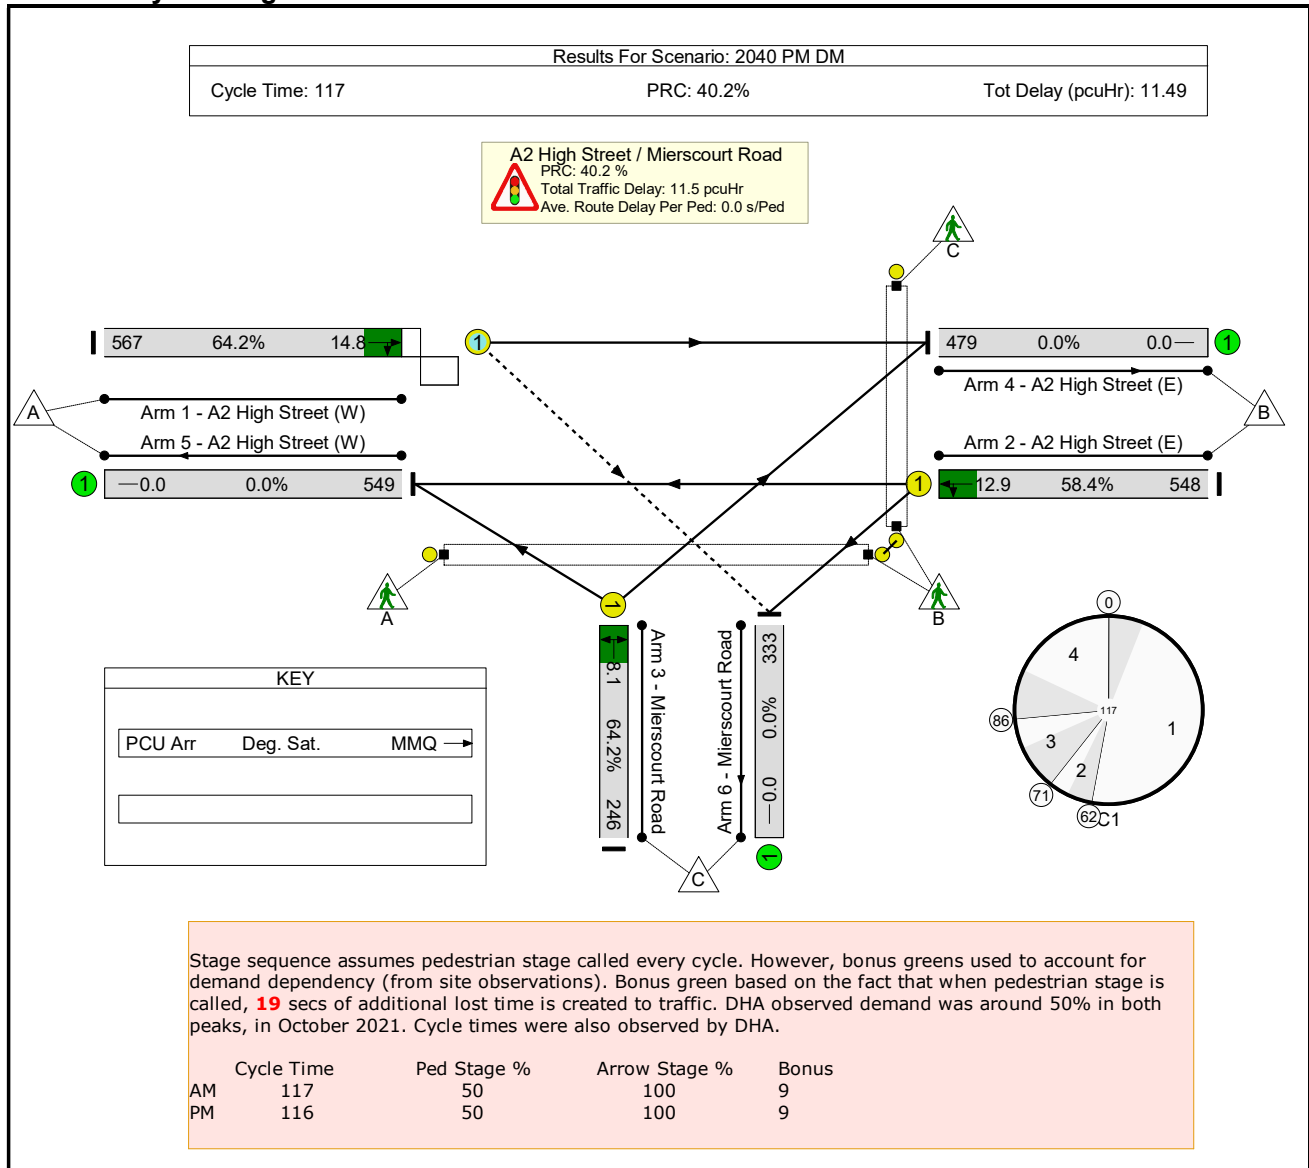 Results For Scenario: 2040 PM DM
Cycle Time: 117 PRC: 40.2% Tot Delay (pcuHr): 11.49
A2 High Street / Mierscourt Road
PRC: 40.2 %
Total Traffic Delay: 11.5 pcuHr
Ave. Route Delay Per Ped: 0.0 s/Ped
C
567 64.2% 14.8
1
479 0.0% 0.0
1
Arm 4 - A2 High Street (E)
A
Arm 1 - A2 High Street (W)
B
Arm 5 - A2 High Street (W)
Arm 2 - A2 High Street (E)
1
0.0 0.0% 549
1
12.9 58.4% 548
A
1
B
8.1 64.2% 246
Arm 3 - Mierscourt Road
Arm 6 - Mierscourt Road
333 0.0% 0.0
1
C
0
4
117
1
86
3
2
71
62
C1
KEY
PCU Arr Deg. Sat. MMQ
Stage sequence assumes pedestrian stage called every cycle. However, bonus greens used to account for
demand dependency (from site observations). Bonus green based on the fact that when pedestrian stage is
called, 19 secs of additional lost time is created to traffic. DHA observed demand was around 50% in both
peaks, in October 2021. Cycle times were also observed by DHA.
Cycle Time Ped Stage % Arrow Stage % Bonus
AM 117 50 100 9
PM 116 50 100 9